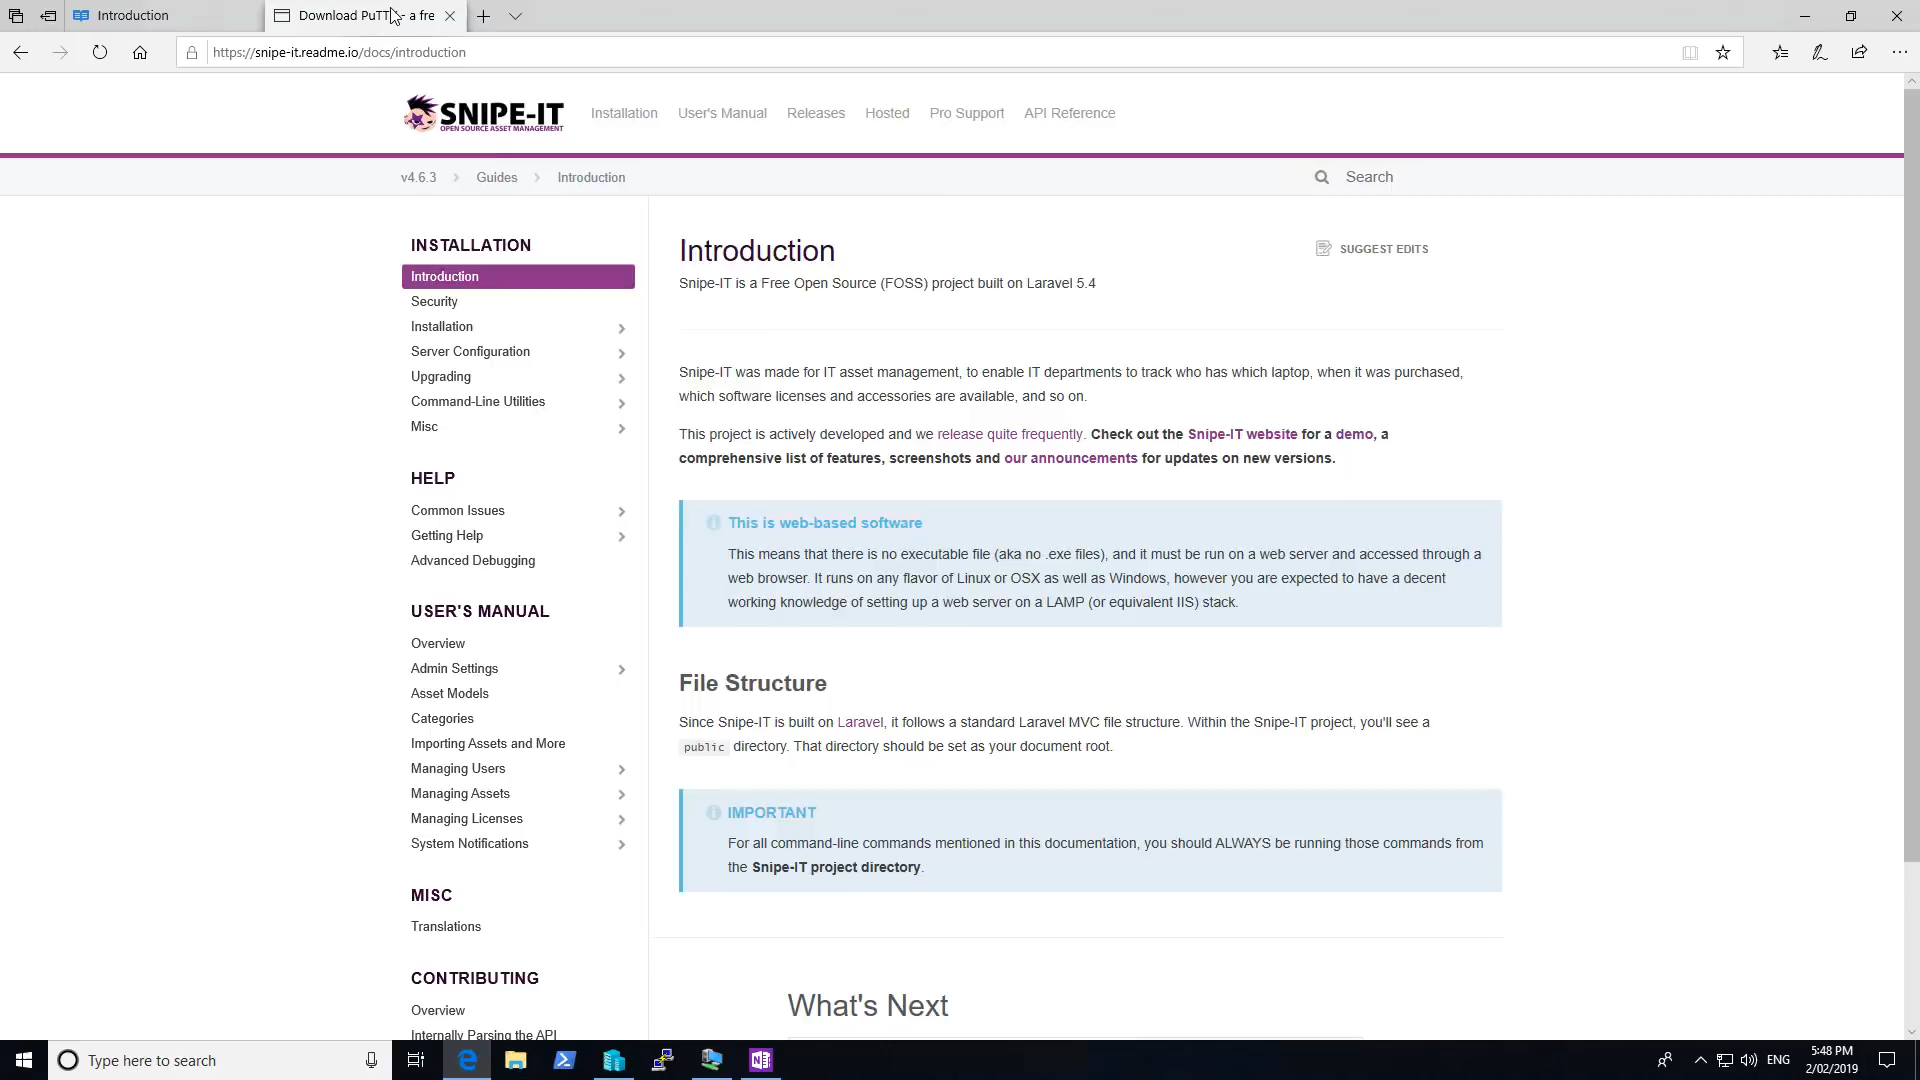 Introduction
Download PuTTY - a fre
https://snipe-it.readme.io/docs/introduction
SNIPE-IT
OPEN SOURCE ASSET MANAGEMENT
Installation User's Manual Releases Hosted Pro Support API Reference
v4.6.3 Guides Introduction
Search
INSTALLATION
Introduction
Security
Installation
Server Configuration
Upgrading
Command-Line Utilities
Misc
HELP
Common Issues
Getting Help
Advanced Debugging
USER'S MANUAL
Overview
Admin Settings
Asset Models
Categories
Importing Assets and More
Managing Users
Managing Assets
Managing Licenses
System Notifications
MISC
Translations
CONTRIBUTING
Overview
Internally Parsing the API
Introduction
SUGGEST EDITS
Snipe-IT is a Free Open Source (FOSS) project built on Laravel 5.4
Snipe-IT was made for IT asset management, to enable IT departments to track who has which laptop, when it was purchased,
which software licenses and accessories are available, and so on.
This project is actively developed and we release quite frequently. Check out the Snipe-IT website for a demo, a
comprehensive list of features, screenshots and our announcements for updates on new versions.
This is web-based software
This means that there is no executable file (aka no .exe files), and it must be run on a web server and accessed through a
web browser. It runs on any flavor of Linux or OSX as well as Windows, however you are expected to have a decent
working knowledge of setting up a web server on a LAMP (or equivalent IIS) stack.
File Structure
Since Snipe-IT is built on Laravel, it follows a standard Laravel MVC file structure. Within the Snipe-IT project, you'll see a
public directory. That directory should be set as your document root.
IMPORTANT
For all command-line commands mentioned in this documentation, you should ALWAYS be running those commands from
the Snipe-IT project directory.
What's Next
Type here to search
ENG
5:48 PM
2/02/2019